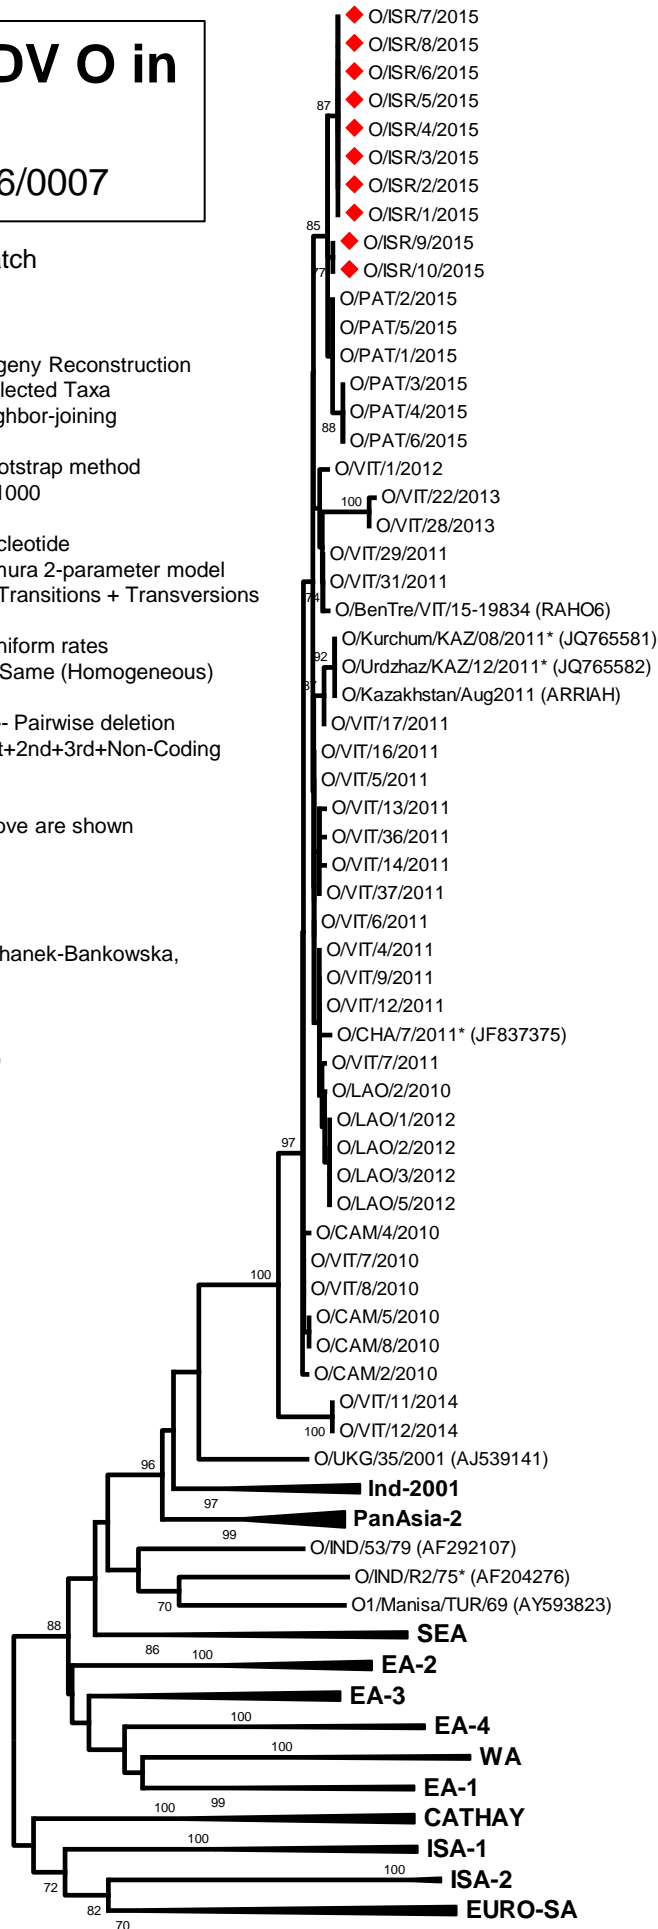 DV O in
6/0007
atch
geny Reconstruction
lected Taxa
ghbor-joining
otstrap method
1000
cleotide
mura 2-parameter model
Transitions + Transversions
niform rates
Same (Homogeneous)
-- Pairwise deletion
t+2nd+3rd+Non-Coding
ove are shown
hanek-Bankowska,
)
O/ISR/7/2015
O/ISR/8/2015
O/ISR/6/2015
O/ISR/5/2015
87
O/ISR/4/2015
O/ISR/3/2015
O/ISR/2/2015
O/ISR/1/2015
85
O/ISR/9/2015
77
O/ISR/10/2015
O/PAT/2/2015
O/PAT/5/2015
O/PAT/1/2015
O/PAT/3/2015
O/PAT/4/2015
88
O/PAT/6/2015
O/VIT/1/2012
100
O/VIT/22/2013
O/VIT/28/2013
O/VIT/29/2011
O/VIT/31/2011
74
O/BenTre/VIT/15-19834 (RAHO6)
O/Kurchum/KAZ/08/2011* (JQ765581)
92
O/Urdzhaz/KAZ/12/2011* (JQ765582)
87
O/Kazakhstan/Aug2011 (ARRIAH)
O/VIT/17/2011
O/VIT/16/2011
O/VIT/5/2011
O/VIT/13/2011
O/VIT/36/2011
O/VIT/14/2011
O/VIT/37/2011
O/VIT/6/2011
O/VIT/4/2011
O/VIT/9/2011
O/VIT/12/2011
O/CHA/7/2011* (JF837375)
O/VIT/7/2011
O/LAO/2/2010
O/LAO/1/2012
97
O/LAO/2/2012
O/LAO/3/2012
O/LAO/5/2012
O/CAM/4/2010
O/VIT/7/2010
100
O/VIT/8/2010
O/CAM/5/2010
O/CAM/8/2010
O/CAM/2/2010
O/VIT/11/2014
100
O/VIT/12/2014
O/UKG/35/2001 (AJ539141)
96
Ind-2001
97
PanAsia-2
99
O/IND/53/79 (AF292107)
O/IND/R2/75* (AF204276)
70
O1/Manisa/TUR/69 (AY593823)
88
SEA
86
100
EA-2
EA-3
100
EA-4
100
WA
EA-1
100
99
CATHAY
100
ISA-1
100
72
ISA-2
82
EURO-SA
70